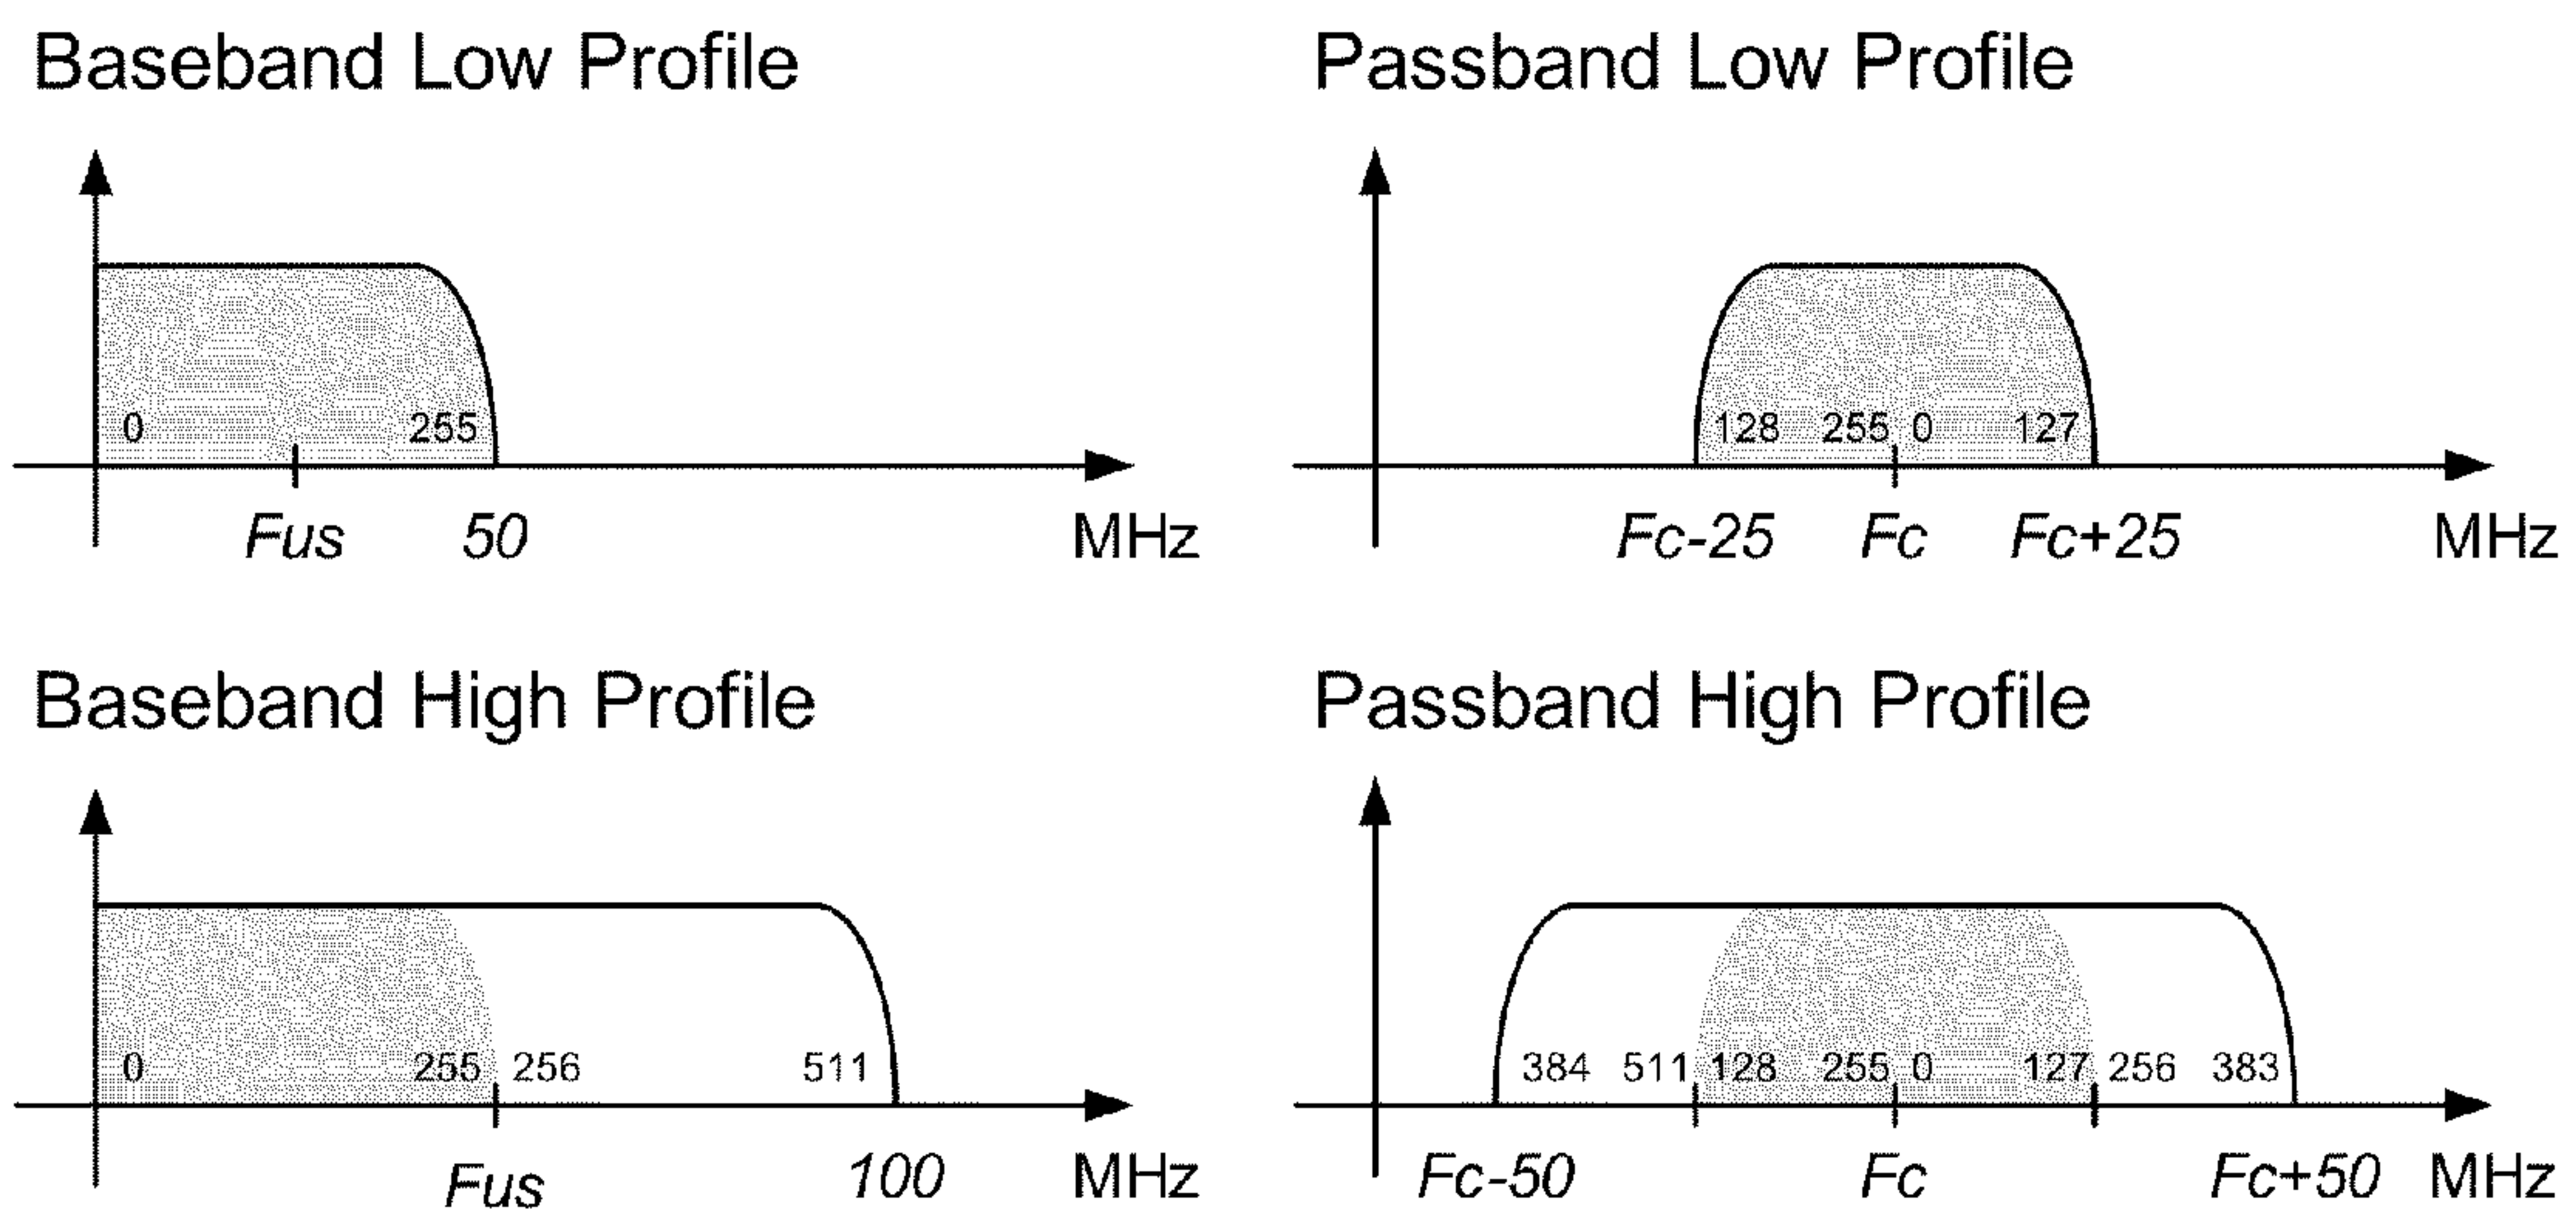 Baseband Low Profile
0 255
Fus 50 MHz
Passband Low Profile
128 255 0 127
Fc-25 Fc Fc+25 MHz
Baseband High Profile
0 255 256 511
Fus 100 MHz
Passband High Profile
384 511 128 255 0 127 256 383
Fc-50 Fc Fc+50 MHz